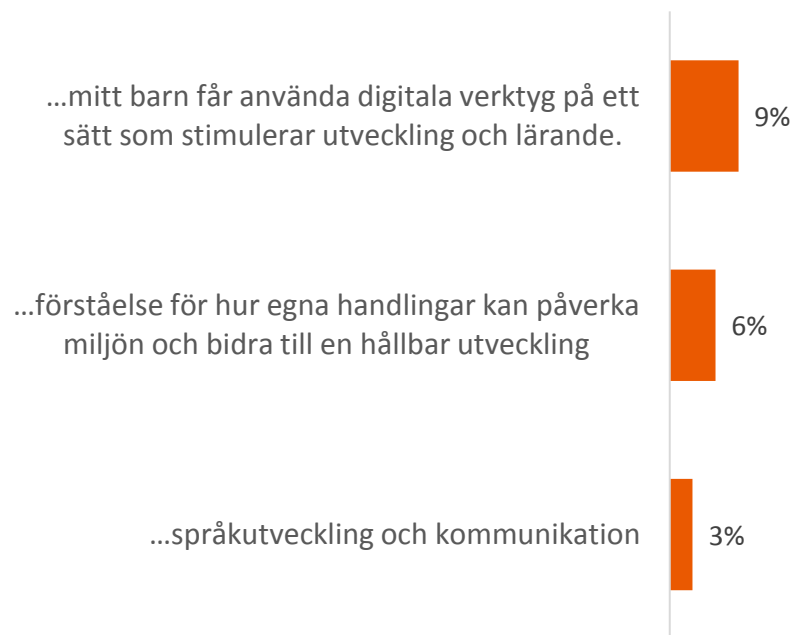 …mitt barn får använda digitala verktyg på ett
sätt som stimulerar utveckling och lärande.
9%
…förståelse för hur egna handlingar kan påverka
miljön och bidra till en hållbar utveckling
6%
…språkutveckling och kommunikation
3%